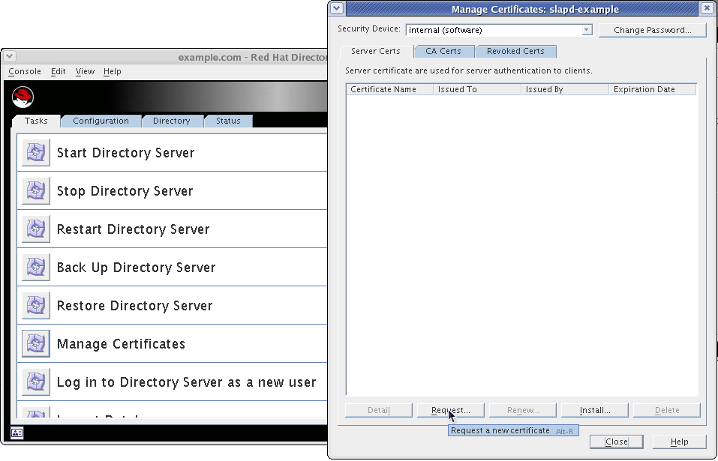 Manage Certificates: slapd-example
Security Device: internal (software) Change Password...
Server Certs CA Certs Revoked Certs
Server certificate are used for server authentication to clients.
Certificate Name Issued To Issued By Expiration Date
Detail Request... Renew... Install... Delete
Request a new certificate Alt-R
Close Help
example.com - Red Hat Direct
Console Edit View Help
Tasks Configuration Directory Status
Start Directory Server
Stop Directory Server
Restart Directory Server
Back Up Directory Server
Restore Directory Server
Manage Certificates
Log in to Directory Server as a new user